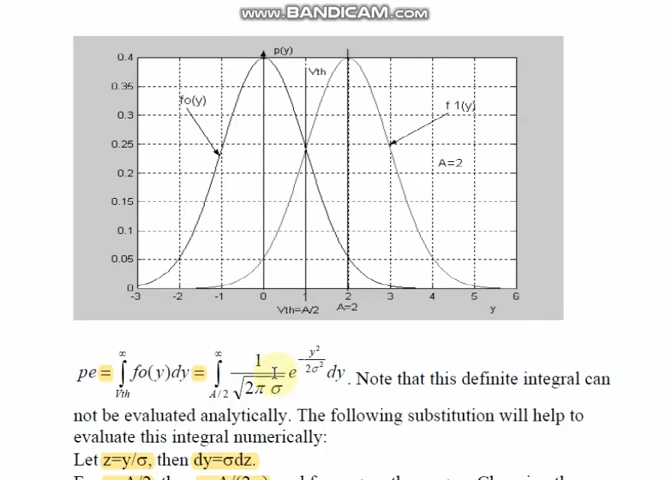 www.BANDICAM.com
p(y)
0.4
Vth
0.35
fo(y)
f 1(y)
0.3
0.25
A=2
0.2
0.15
0.1
0.05
0
-3 -2 -1 0 1 2 3 4 5 6
Vth=A/2 A=2 y
pe = ∫_{Vth}^{∞} fo(y)dy = ∫_{A/2}^{∞} 1/(√2π σ) e^{-y²/2σ²} dy . Note that this definite integral can
not be evaluated analytically. The following substitution will help to
evaluate this integral numerically:
Let z=y/σ, then dy=σdz.